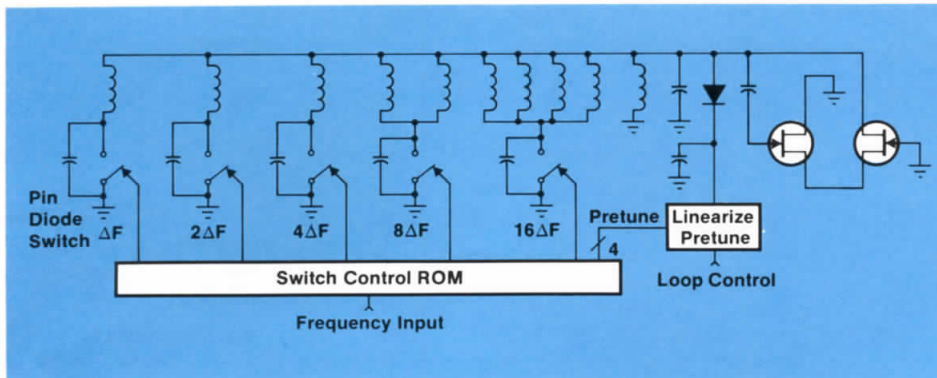 Pin
Diode
Switch
ΔF
2ΔF
4ΔF
8ΔF
16ΔF
Pretune
4
Linearize
Pretune
Switch Control ROM
Loop Control
Frequency Input